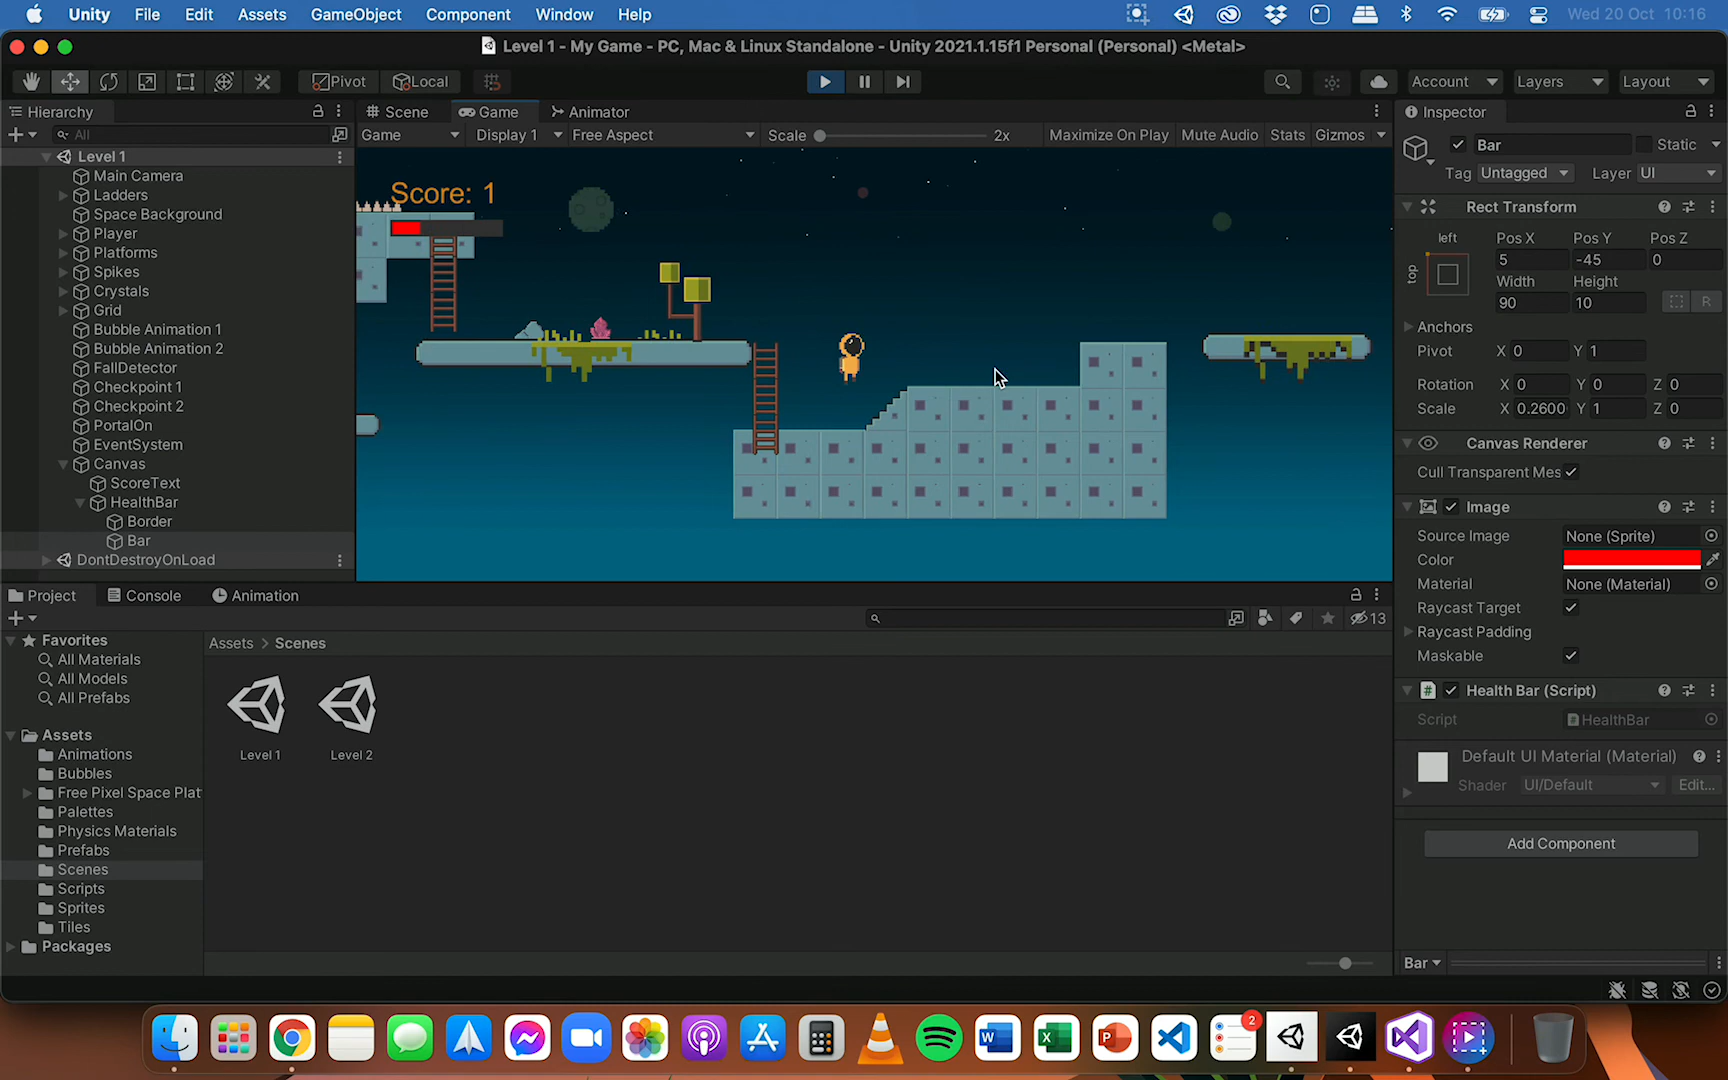 Unity File Edit Assets GameObject Component Window Help Wed 20 Oct 10:16
Level 1 - My Game - PC, Mac & Linux Standalone - Unity 2021.1.15f1 Personal (Personal) <Metal>
Pivot Local Account Layers Layout
Hierarchy Scene Game Animator Inspector
All Game Display 1 Free Aspect Scale 2x Maximize On Play Mute Audio Stats Gizmos
Bar Static
Tag Untagged Layer UI
Level 1
Main Camera
Ladders
Space Background
Player
Platforms
Spikes
Crystals
Grid
Bubble Animation 1
Bubble Animation 2
FallDetector
Checkpoint 1
Checkpoint 2
PortalOn
EventSystem
Canvas
ScoreText
HealthBar
Border
Bar
DontDestroyOnLoad
Score: 1
Rect Transform
left Pos X Pos Y Pos Z
top 5 -45 0
Width Height
90 10 R
Anchors
Pivot X 0 Y 1
Rotation X 0 Y 0 Z 0
Scale X 0.2600 Y 1 Z 0
Canvas Renderer
Cull Transparent Mes
Image
Source Image None (Sprite)
Color
Material None (Material)
Raycast Target
Raycast Padding
Maskable
Health Bar (Script)
Script HealthBar
Default UI Material (Material)
Shader UI/Default Edit...
Add Component
Bar
Project Console Animation
13
Favorites
All Materials
All Models
All Prefabs
Assets
Animations
Bubbles
Free Pixel Space Plat
Palettes
Physics Materials
Prefabs
Scenes
Scripts
Sprites
Tiles
Packages
Assets > Scenes
Level 1 Level 2
2